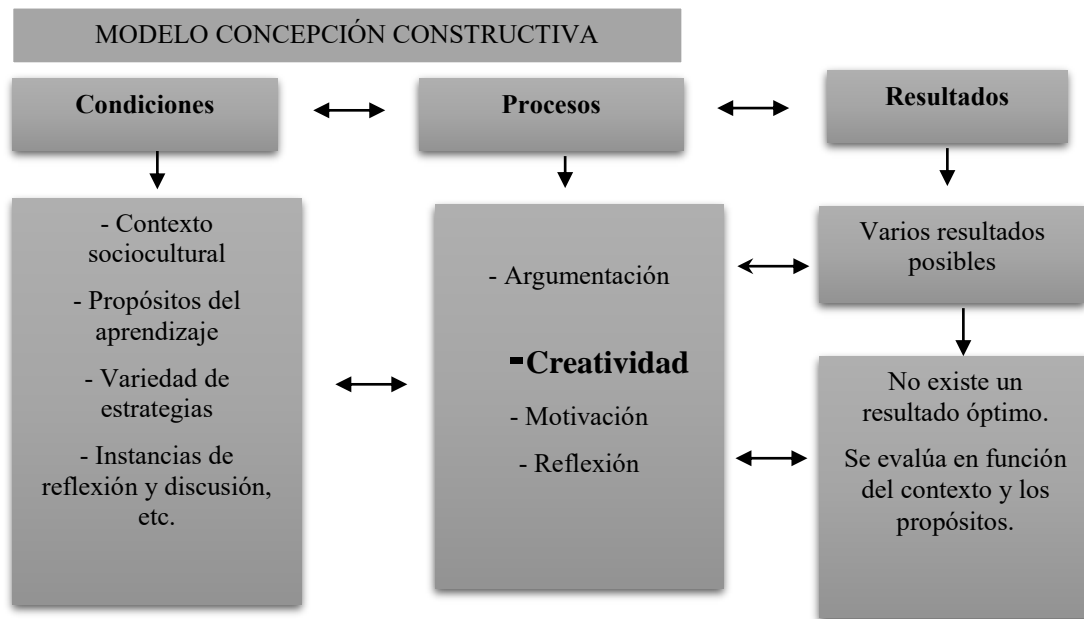 MODELO CONCEPCIÓN CONSTRUCTIVA
Condiciones
Procesos
Resultados
- Contexto
sociocultural
- Propósitos del
aprendizaje
- Variedad de
estrategias
- Instancias de
reflexión y discusión,
etc.
- Argumentación
-Creatividad
- Motivación
- Reflexión
Varios resultados
posibles
No existe un
resultado óptimo.
Se evalúa en función
del contexto y los
propósitos.